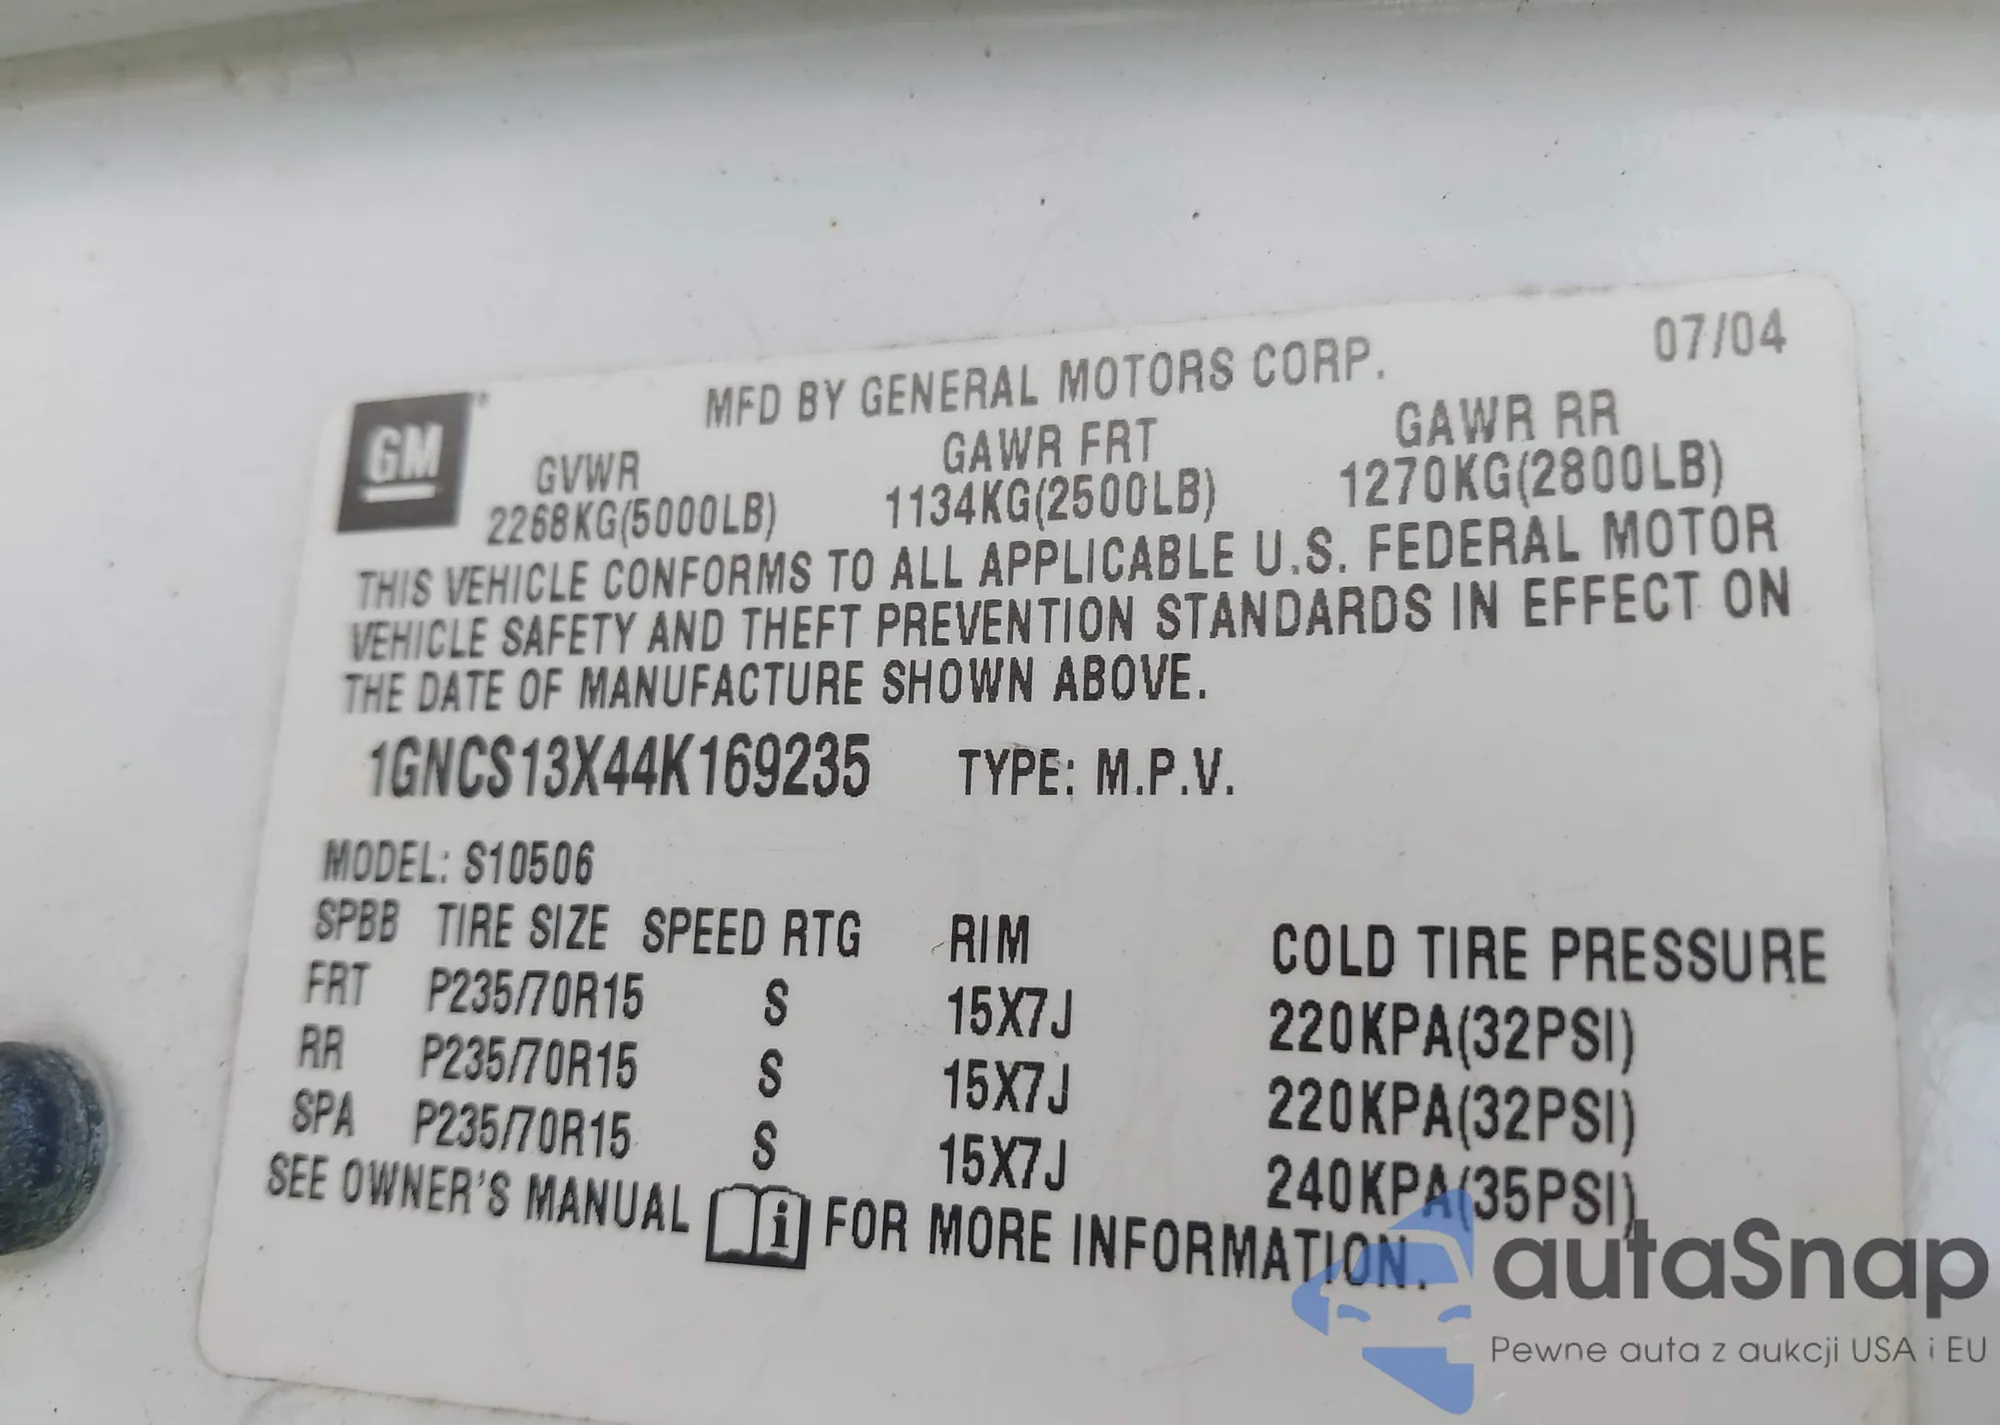 MFD BY GENERAL MOTORS CORP. 07/04
GM
GVWR GAWR FRT GAWR RR
2268KG(5000LB) 1134KG(2500LB) 1270KG(2800LB)
THIS VEHICLE CONFORMS TO ALL APPLICABLE U.S. FEDERAL MOTOR
VEHICLE SAFETY AND THEFT PREVENTION STANDARDS IN EFFECT ON
THE DATE OF MANUFACTURE SHOWN ABOVE.
1GNCS13X44K169235 TYPE: M.P.V.
MODEL: S10506
SPBB TIRE SIZE SPEED RTG RIM COLD TIRE PRESSURE
FRT P235/70R15 S 15X7J 220KPA(32PSI)
RR P235/70R15 S 15X7J 220KPA(32PSI)
SPA P235/70R15 S 15X7J 240KPA(35PSI)
SEE OWNER'S MANUAL i FOR MORE INFORMATION.
autaSnap
Pewne auta z aukcji USA i EU